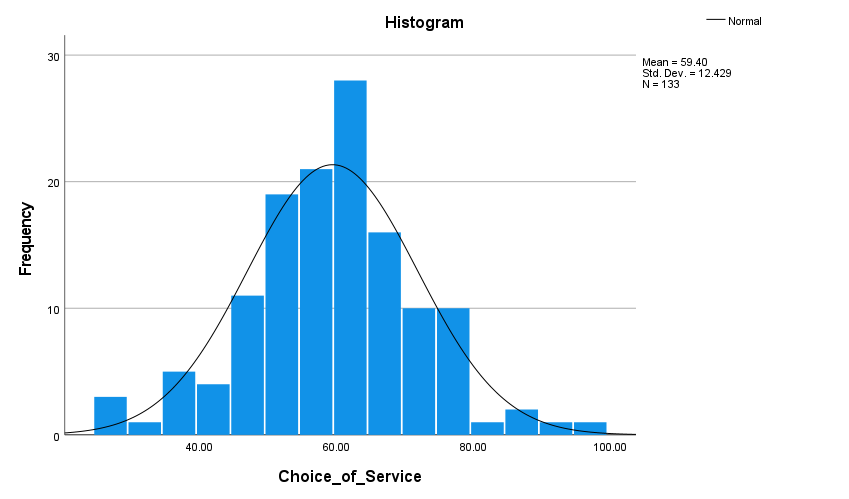 Histogram
Normal
Mean = 59.40
Std. Dev. = 12.429
N = 133
30
20
10
0
Frequency
40.00 60.00 80.00 100.00
Choice_of_Service